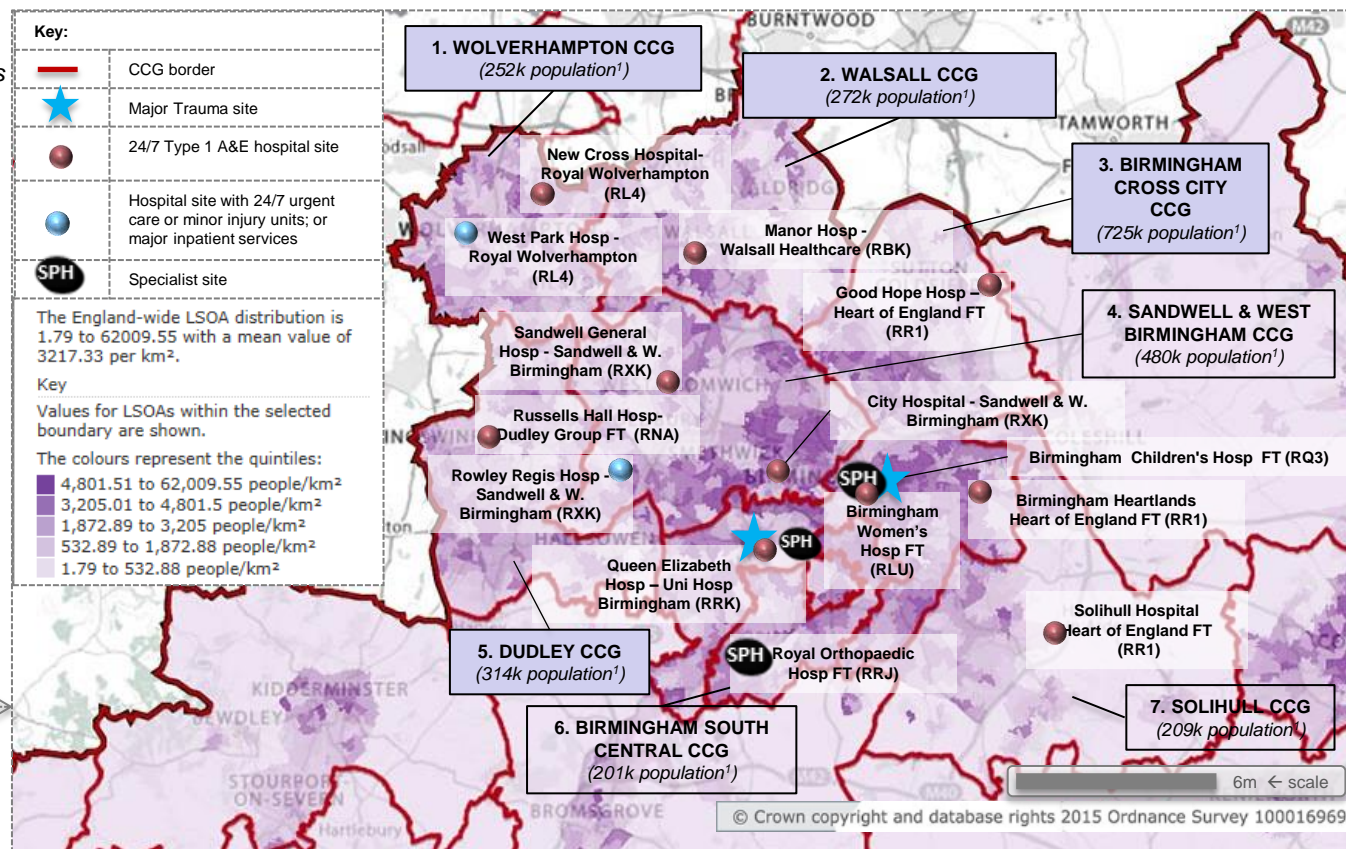 Key:
CCG border
Major Trauma site
24/7 Type 1 A&E hospital site
Hospital site with 24/7 urgent
care or minor injury units; or
major inpatient services
SPH
Specialist site
The England-wide LSOA distribution is
1.79 to 62009.55 with a mean value of
3217.33 per km².
Key
Values for LSOAs within the selected
boundary are shown.
The colours represent the quintiles:
4,801.51 to 62,009.55 people/km²
3,205.01 to 4,801.5 people/km²
1,872.89 to 3,205 people/km²
532.89 to 1,872.88 people/km²
1.79 to 532.88 people/km²
BURNTWOOD
M42
1. WOLVERHAMPTON CCG
(252k population¹)
2. WALSALL CCG
(272k population¹)
TAMWORTH
3. BIRMINGHAM
CROSS CITY
CCG
(725k population¹)
New Cross Hospital-
Royal Wolverhampton
(RL4)
West Park Hosp -
Royal Wolverhampton
(RL4)
WALSALL
Manor Hosp -
Walsall Healthcare (RBK)
SUTTON
Good Hope Hosp –
Heart of England FT
(RR1)
4. SANDWELL & WEST
BIRMINGHAM CCG
(480k population¹)
Sandwell General
Hosp - Sandwell & W.
Birmingham (RXK)
City Hospital - Sandwell & W.
Birmingham (RXK)
Russells Hall Hosp-
Dudley Group FT (RNA)
Rowley Regis Hosp -
Sandwell & W.
Birmingham (RXK)
SPH
Birmingham Children's Hosp FT (RQ3)
Birmingham Heartlands
Heart of England FT
(RR1)
Birmingham
Women's
Hosp FT
(RLU)
HALESOWEN
SPH
Queen Elizabeth
Hosp – Uni Hosp
Birmingham (RRK)
Solihull Hospital
Heart of England FT
(RR1)
5. DUDLEY CCG
(314k population¹)
SPH
Royal Orthopaedic
Hosp FT (RRJ)
KIDDERMINSTER
BEWDLEY
6. BIRMINGHAM SOUTH
CENTRAL CCG
(201k population¹)
7. SOLIHULL CCG
(209k population¹)
STOURPORT-
ON-SEVERN
Hartlebury
BROMSGROVE
M42
M40
6m ← scale
© Crown copyright and database rights 2015 Ordnance Survey 100016969